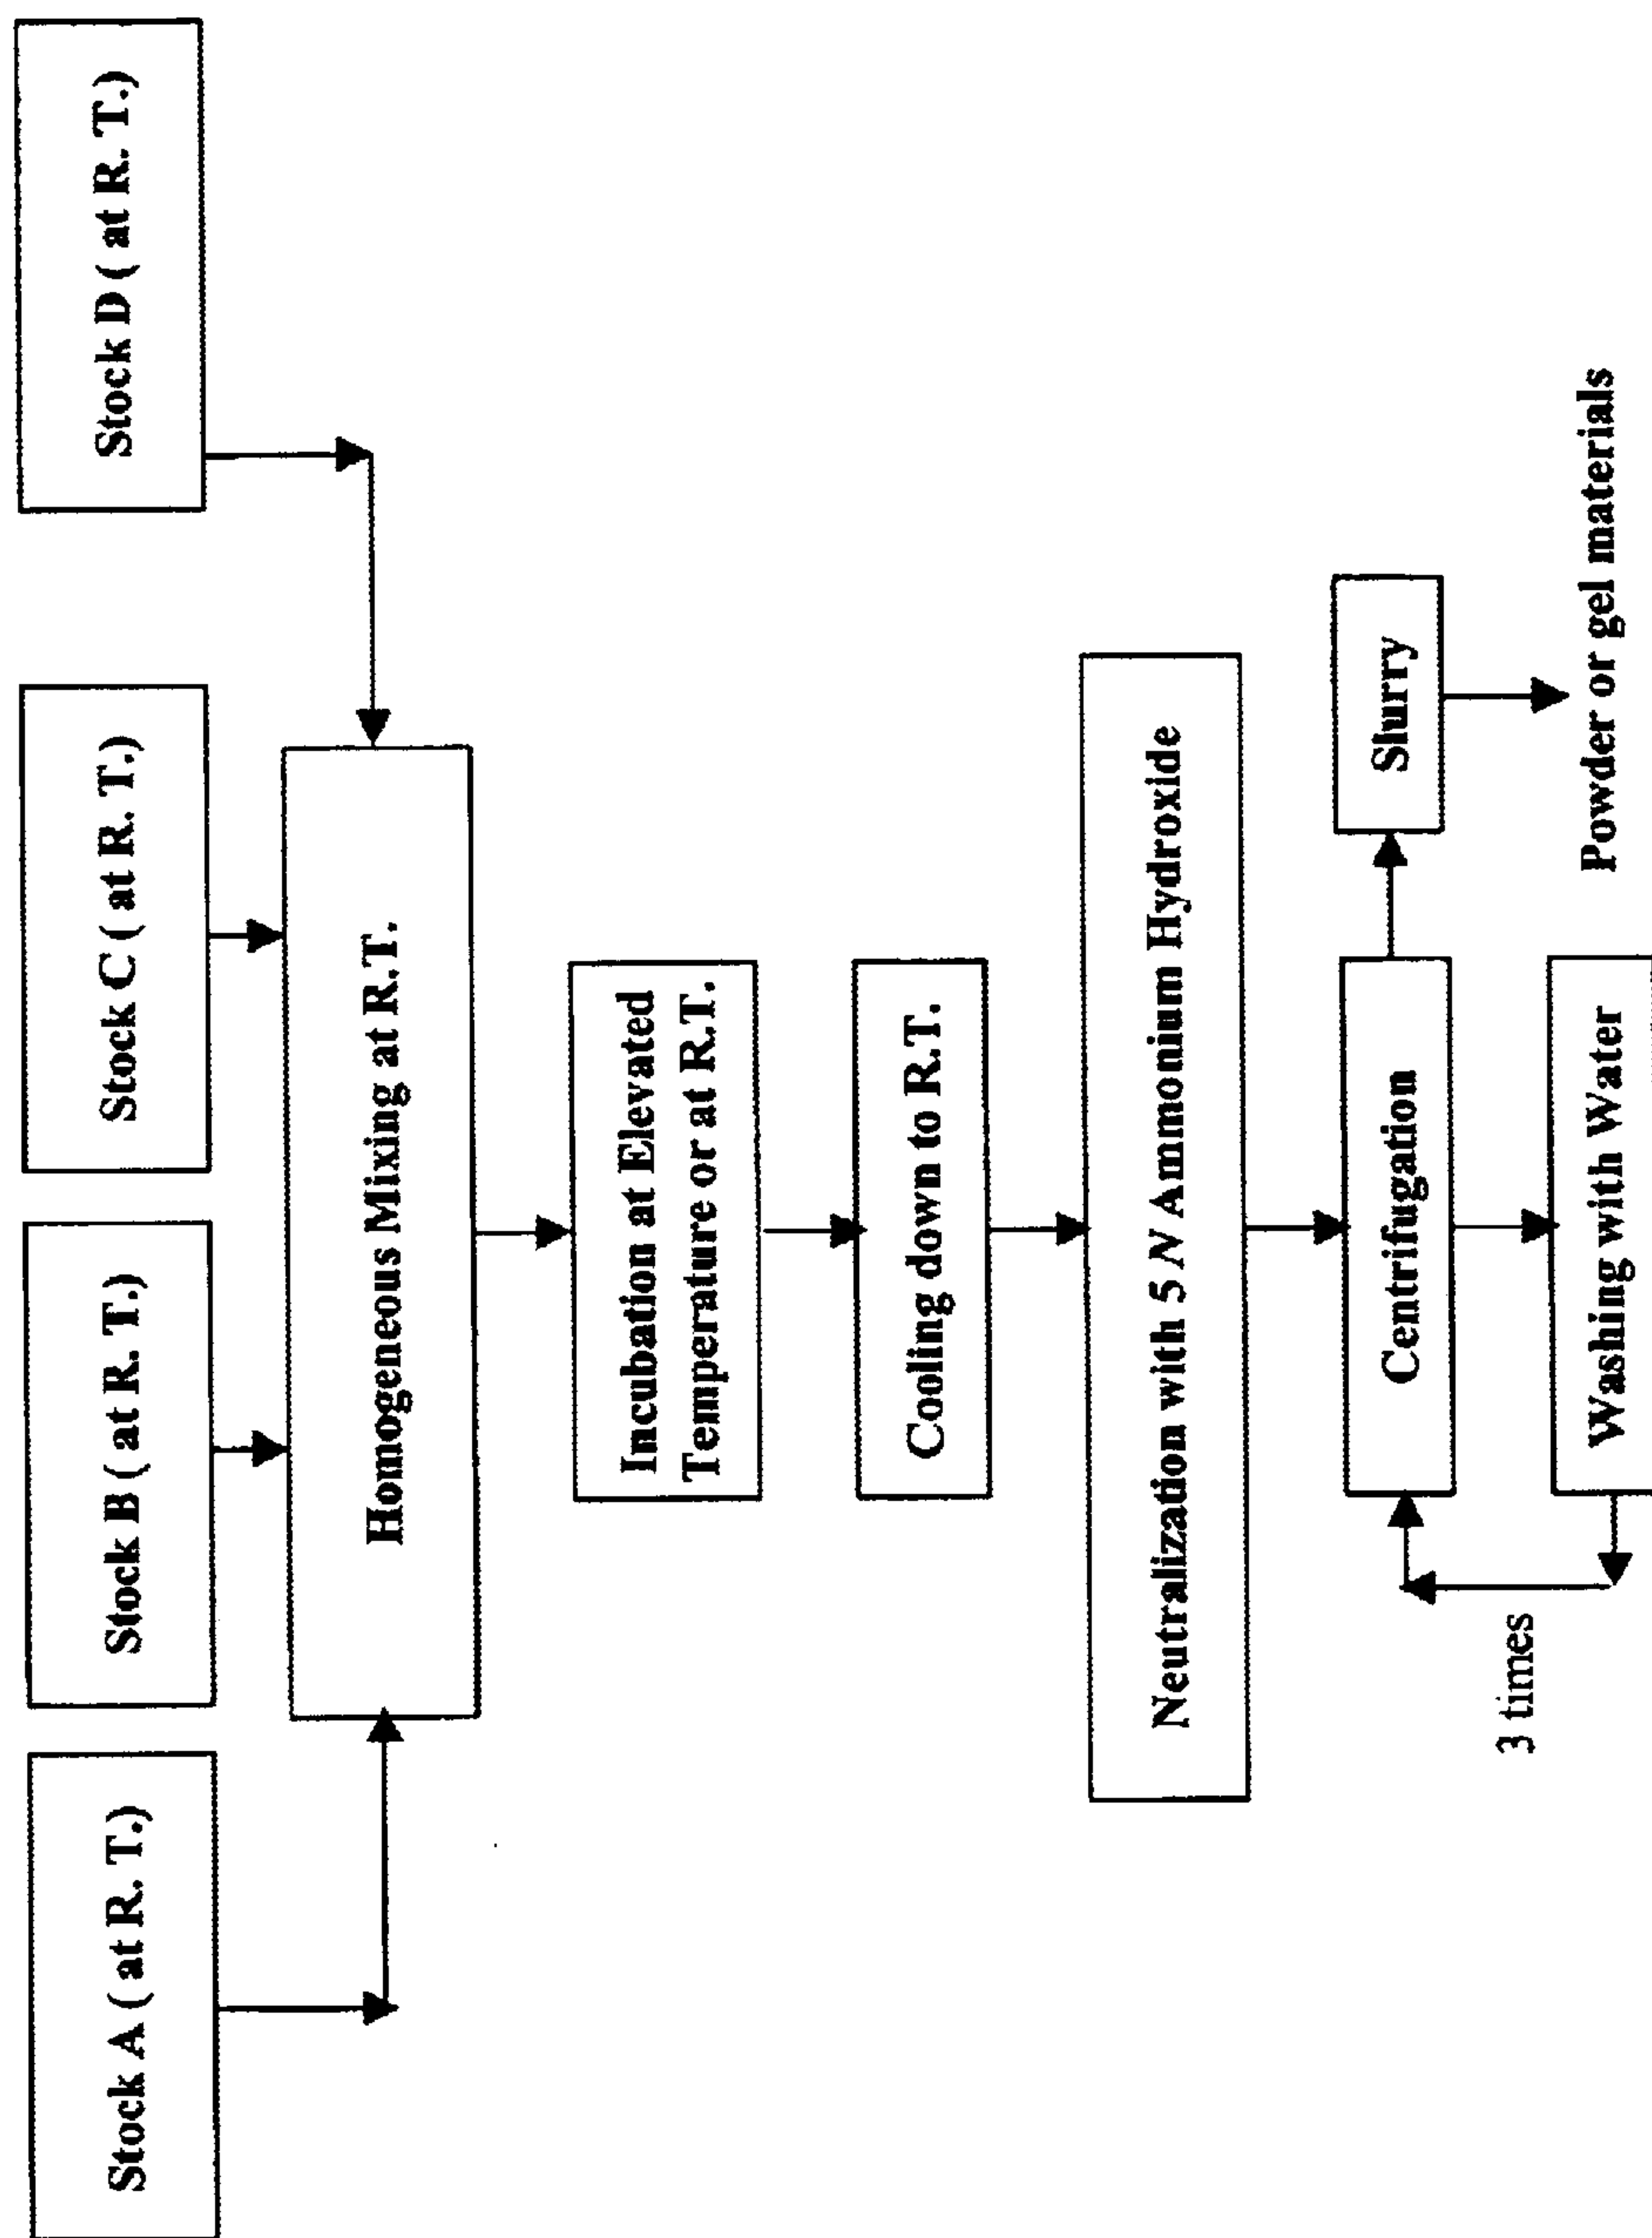 Stock A ( at R. T.)
Stock B ( at R. T.)
Stock C ( at R. T.)
Stock D ( at R. T.)
Homogeneous Mixing at R.T.
Incubation at Elevated
Temperature or at R.T.
Cooling down to R.T.
Neutralization with 5 N Ammonium Hydroxide
Centrifugation
Slurry
3 times
Washing with Water
Powder or gel materials